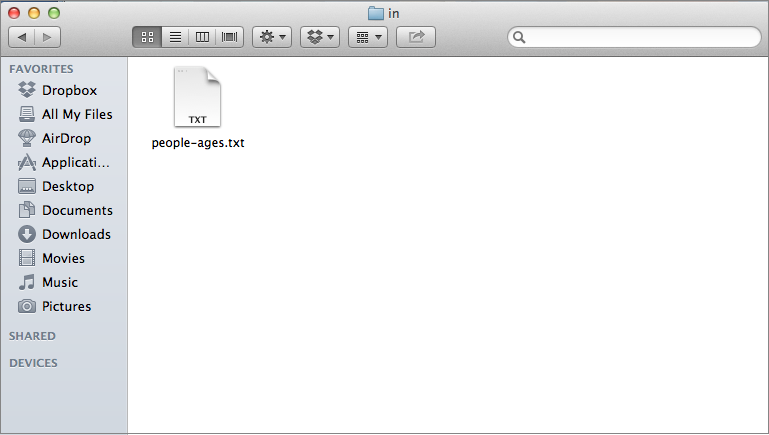 in
FAVORITES
Dropbox
All My Files
AirDrop
Applicati...
Desktop
Documents
Downloads
Movies
Music
Pictures
SHARED
DEVICES
TXT
people-ages.txt